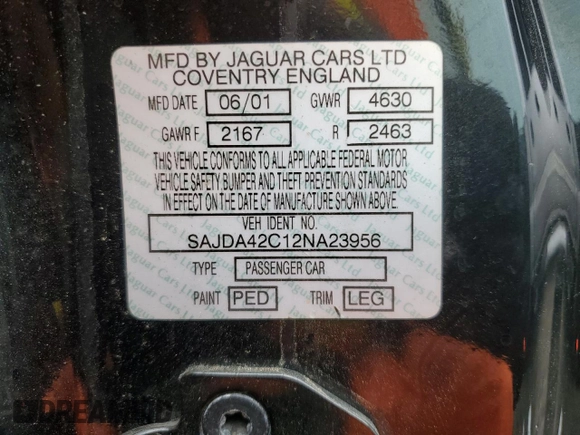 MFD BY JAGUAR CARS LTD
COVENTRY ENGLAND
MFD DATE 06/01 GVWR 4630
GAWR F. 2167 R 2463
THIS VEHICLE CONFORMS TO ALL APPLICABLE FEDERAL MOTOR
VEHICLE SAFETY, BUMPER AND THEFT PREVENTION STANDARDS
IN EFFECT ON THE DATE OF MANUFACTURE SHOWN ABOVE.
VEH IDENT NO.
SAJDA42C12NA23956
TYPE PASSENGER CAR
PAINT PED TRIM LEG